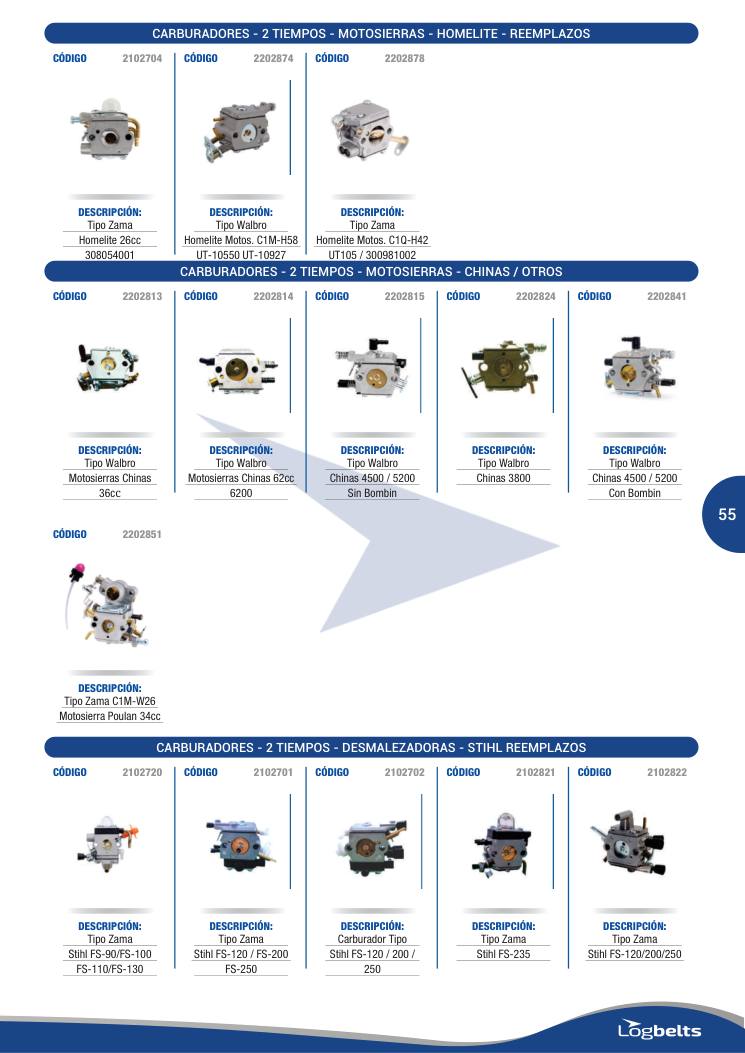 CARBURADORES - 2 TIEMPOS - MOTOSIERRAS - HOMELITE - REEMPLAZOS
CÓDIGO 2102704
CÓDIGO 2202874
CÓDIGO 2202878
DESCRIPCIÓN:
Tipo Zama
Homelite 26cc
308054001
DESCRIPCIÓN:
Tipo Walbro
Homelite Motos. C1M-H58
UT-10550 UT-10927
DESCRIPCIÓN:
Tipo Zama
Homelite Motos. C1Q-H42
UT105 / 300981002
CARBURADORES - 2 TIEMPOS - MOTOSIERRAS - CHINAS / OTROS
CÓDIGO 2202813
CÓDIGO 2202814
CÓDIGO 2202815
CÓDIGO 2202824
CÓDIGO 2202841
DESCRIPCIÓN:
Tipo Walbro
Motosierras Chinas
36cc
DESCRIPCIÓN:
Tipo Walbro
Motosierras Chinas 62cc
6200
DESCRIPCIÓN:
Tipo Walbro
Chinas 4500 / 5200
Sin Bombin
DESCRIPCIÓN:
Tipo Walbro
Chinas 3800
DESCRIPCIÓN:
Tipo Walbro
Chinas 4500 / 5200
Con Bombin
55
CÓDIGO 2202851
DESCRIPCIÓN:
Tipo Zama C1M-W26
Motosierra Poulan 34cc
CARBURADORES - 2 TIEMPOS - DESMALEZADORAS - STIHL REEMPLAZOS
CÓDIGO 2102720
CÓDIGO 2102701
CÓDIGO 2102702
CÓDIGO 2102821
CÓDIGO 2102822
DESCRIPCIÓN:
Tipo Zama
Stihl FS-90/FS-100
FS-110/FS-130
DESCRIPCIÓN:
Tipo Zama
Stihl FS-120 / FS-200
FS-250
DESCRIPCIÓN:
Carburador Tipo
Stihl FS-120 / 200 /
250
DESCRIPCIÓN:
Tipo Zama
Stihl FS-235
DESCRIPCIÓN:
Tipo Zama
Stihl FS-120/200/250
Logbelts